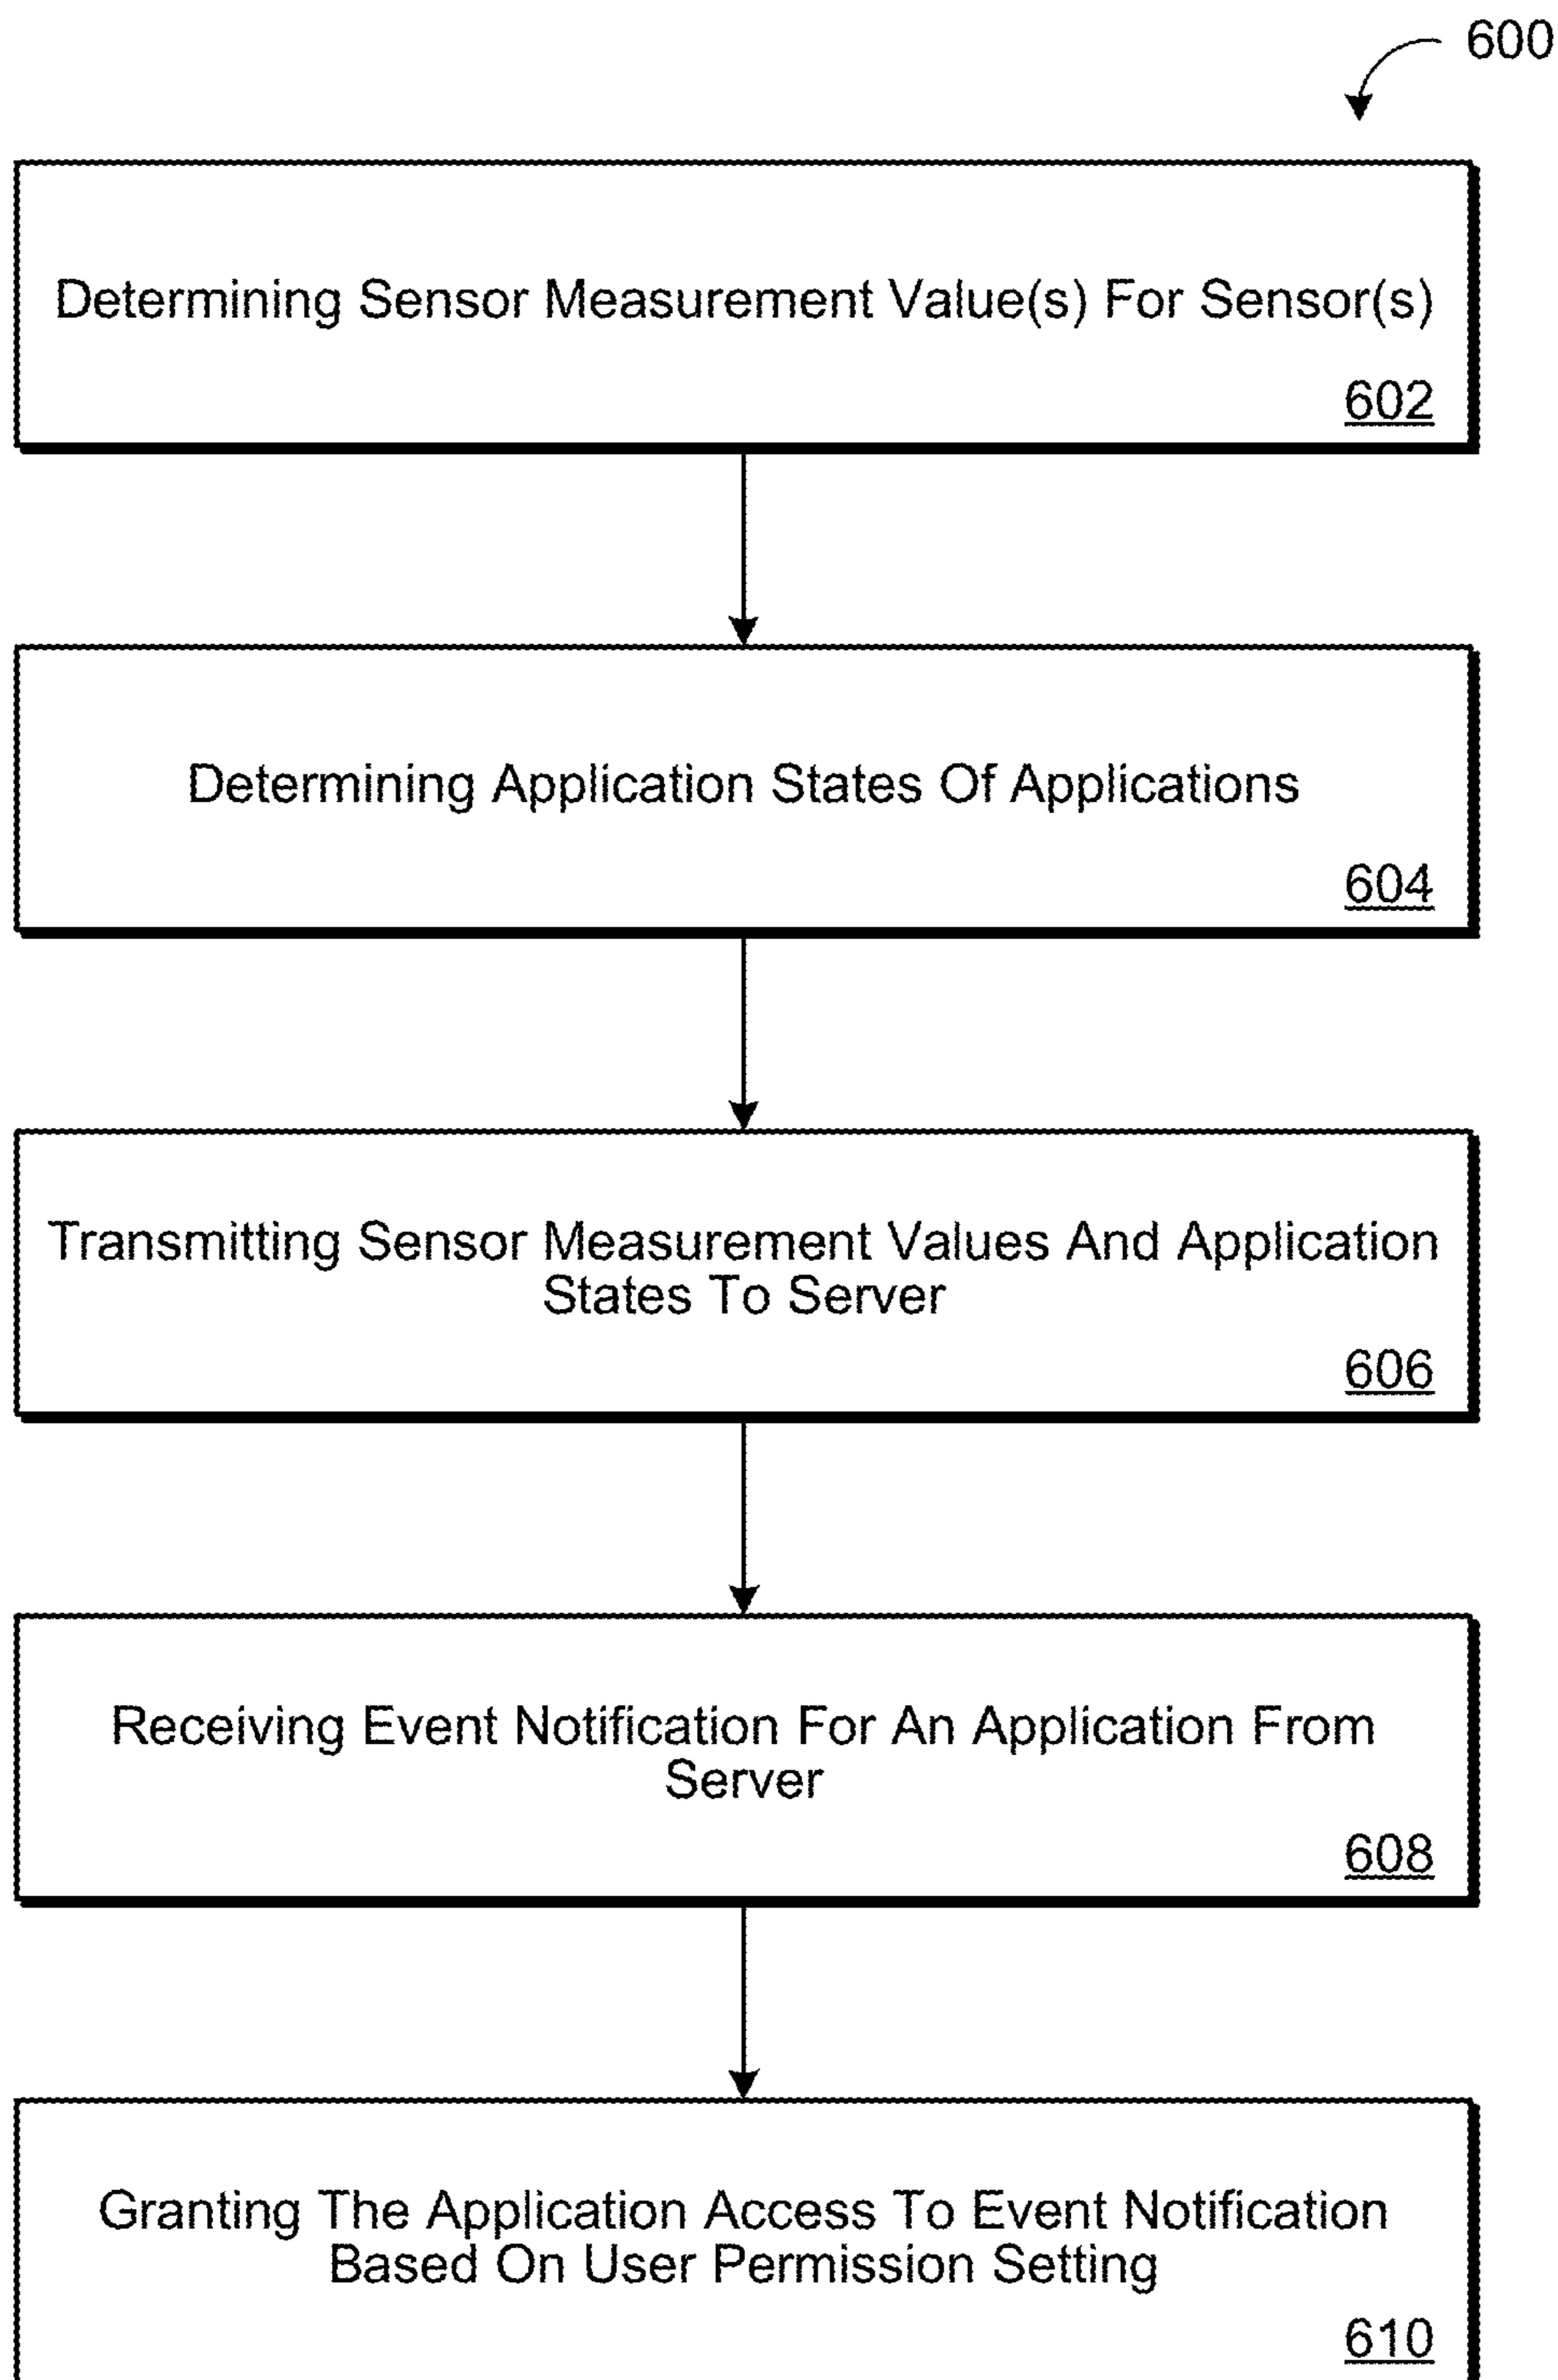 600
Determining Sensor Measurement Value(s) For Sensor(s)
602
Determining Application States Of Applications
604
Transmitting Sensor Measurement Values And Application
States To Server
606
Receiving Event Notification For An Application From
Server
608
Granting The Application Access To Event Notification
Based On User Permission Setting
610